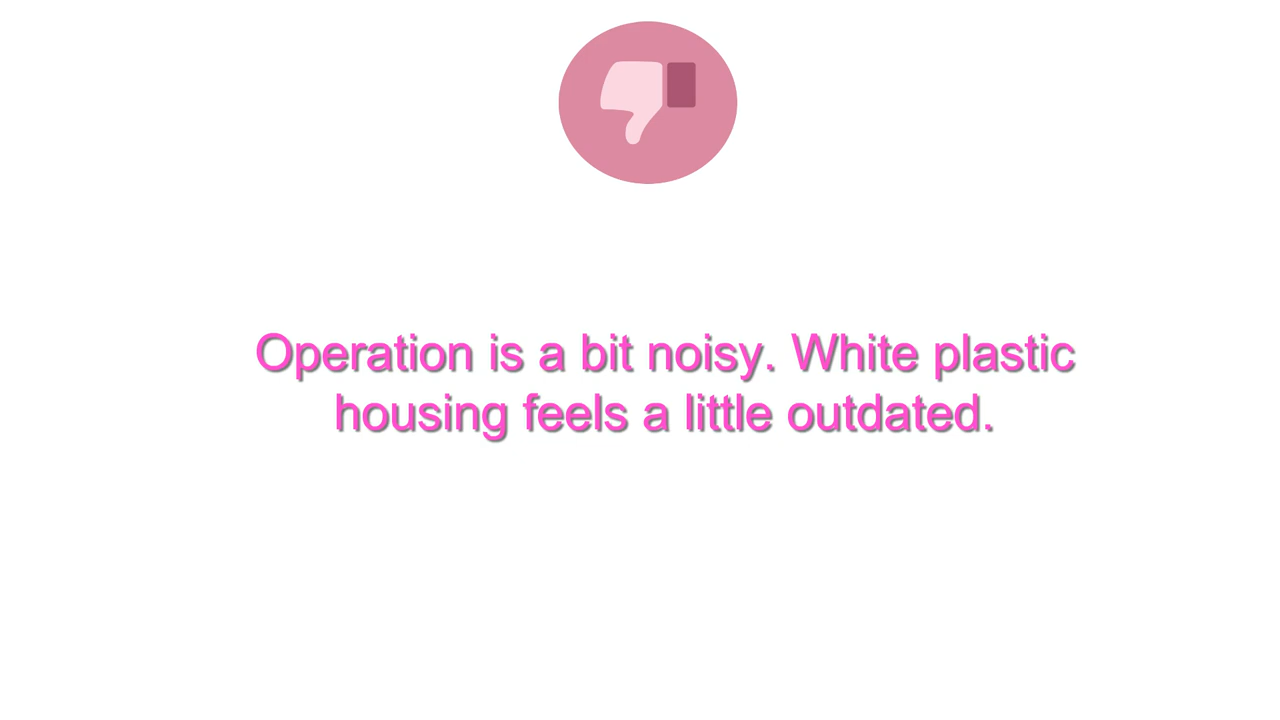 Operation is a bit noisy. White plastic
housing feels a little outdated.